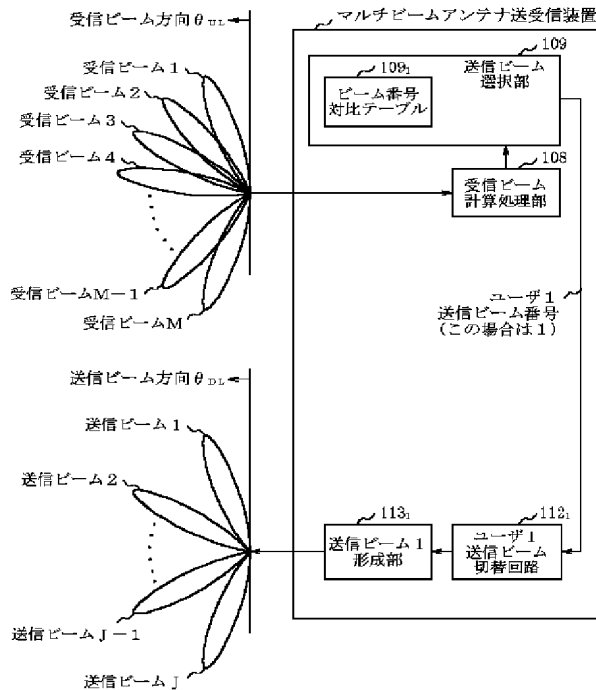 受信ビーム方向θUL
マルチビームアンテナ送受信装置
109
送信ビーム
選択部
109₁
ビーム番号
対比テーブル
受信ビーム1
受信ビーム2
受信ビーム3
受信ビーム4
受信ビームM−1
受信ビームM
108
受信ビーム
計算処理部
ユーザ1
送信ビーム番号
(この場合は1)
送信ビーム方向θDL
送信ビーム1
送信ビーム2
送信ビームJ−1
送信ビームJ
113₁
送信ビーム1
形成部
112₁
ユーザ1
送信ビーム
切替回路